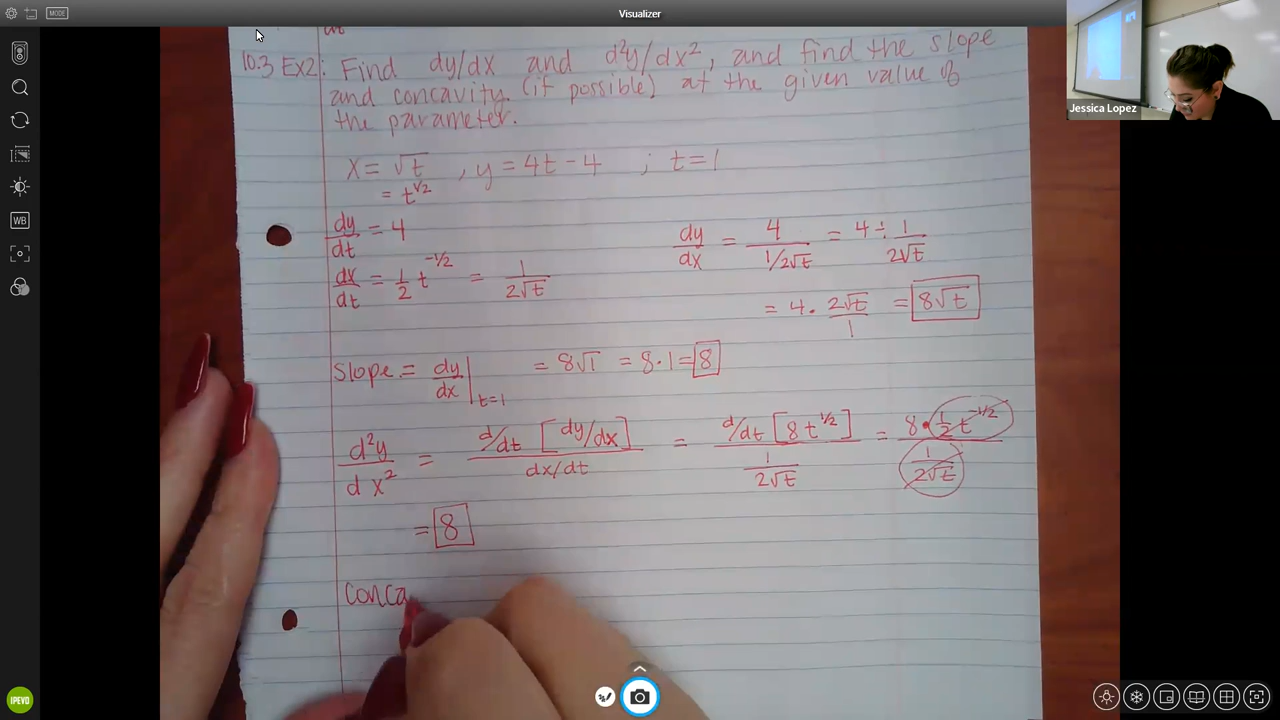 MODE
Visualizer
Jessica Lopez
10.3 Ex2: Find dy/dx and d²y/dx², and find the slope
and concavity (if possible) at the given value of
the parameter.
x = √t , y = 4t - 4 ; t = 1
= t^1/2
dy/dt = 4
dy/dx = 4 / (1/2√t) = 4 ÷ 1/(2√t)
dx/dt = 1/2 t^-1/2 = 1/(2√t)
= 4 · 2√t/1 = 8√t
Slope = dy/dx |t=1 = 8√1 = 8·1 = 8
d²y/dx² = d/dt [dy/dx] / (dx/dt) = d/dt [8t^1/2] / (1/(2√t)) = 8·1/2 t^-1/2 / (1/(2√t))
= 8
Conca
WB
IPEVO